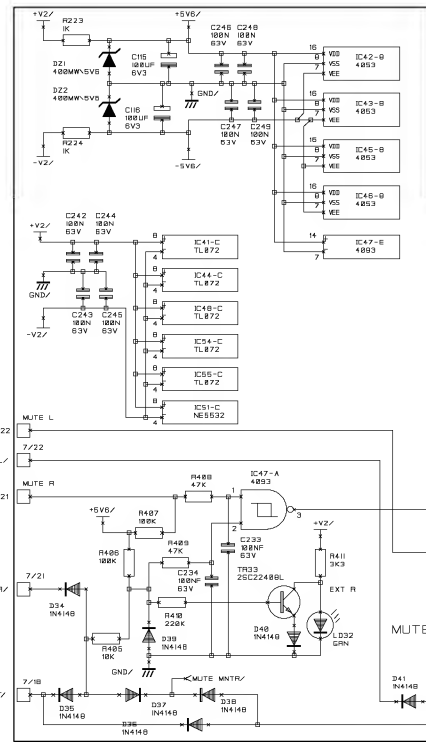 +V2/
R223
1K
+5V6/
C246
100N
63V
C248
100N
63V
DZ1
400MW\5V6
C115
100UF
6V3
16
8
7
VDD
VSS
VEE
IC42-B
4053
GND/
DZ2
400MW\5V6
C116
100UF
6V3
16
8
7
VDD
VSS
VEE
IC43-B
4053
C247
100N
63V
C249
100N
63V
R224
1K
-V2/
-5V6/
16
8
7
VDD
VSS
VEE
IC45-B
4053
16
8
7
VDD
VSS
VEE
IC46-B
4053
14
7
IC47-E
4093
+V2/
C242
100N
63V
C244
100N
63V
GND/
C243
100N
63V
C245
100N
63V
-V2/
8
4
IC41-C
TL072
8
4
IC44-C
TL072
8
4
IC48-C
TL072
8
4
IC54-C
TL072
8
4
IC55-C
TL072
8
4
IC51-C
NE5532
22
MUTE L
7/22
21
MUTE R
R408
47K
IC47-A
4093
1
2
3
+5V6/
R407
100K
R409
47K
R406
100K
C233
100NF
63V
+V2/
R411
3K3
C234
100NF
63V
TR33
2SC2240BL
EXT R
R/
7/21
D34
1N4148
R410
220K
R405
10K
D39
1N4148
D40
1N4148
LD32
GRN
MUTE
GND/
7/18
D35
1N4148
D37
1N4148
MUTE MNTR/
D38
1N4148
D36
1N4148
D41
1N4148